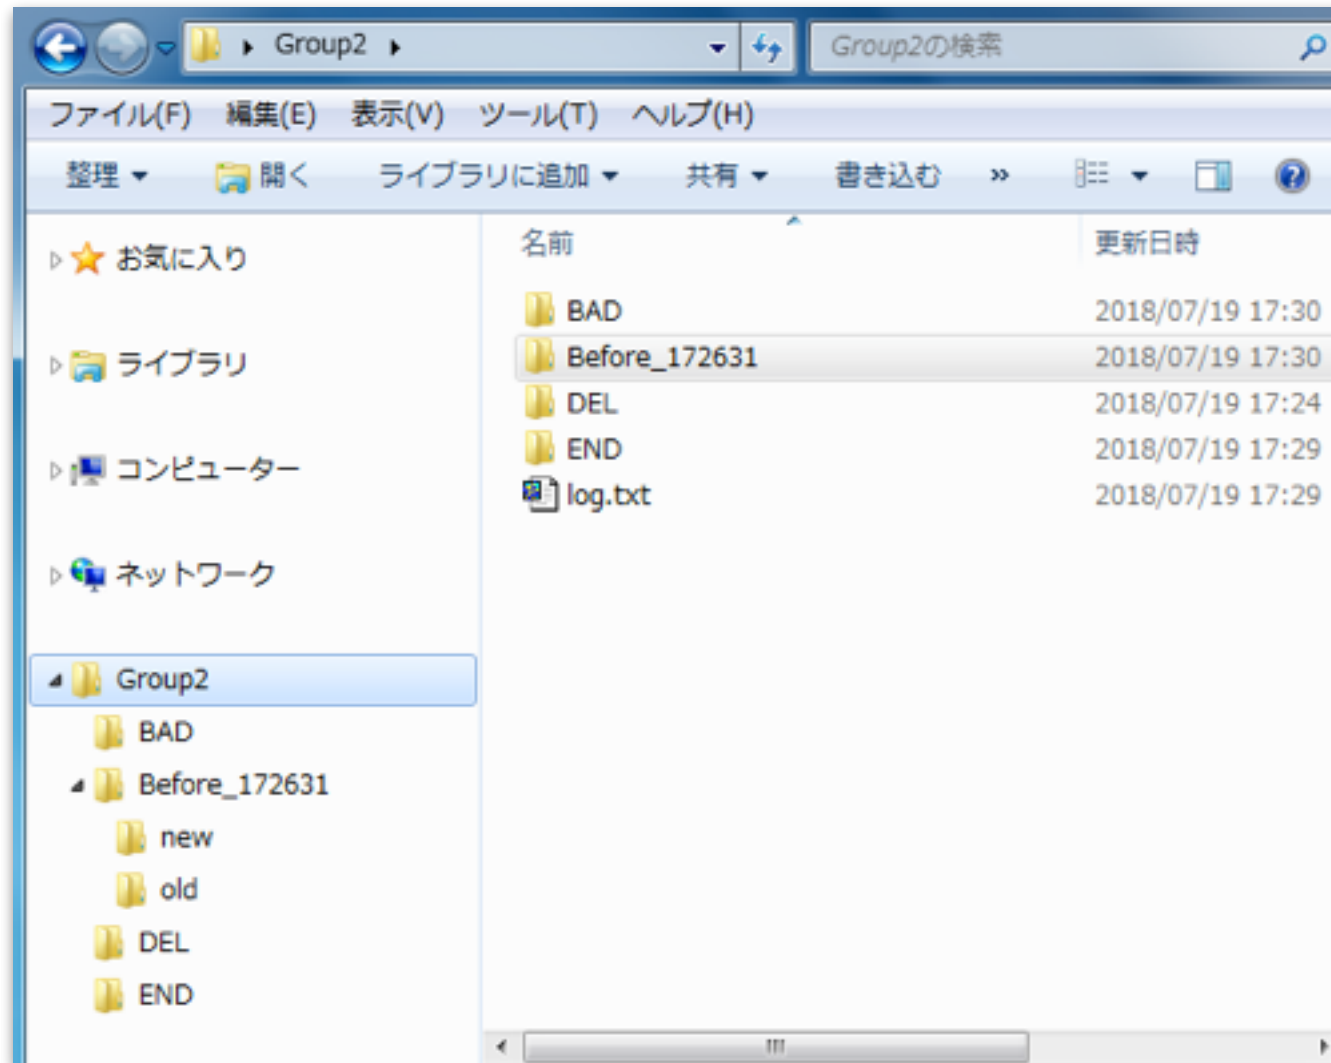 Group2
Group2の検索
ファイル(F) 編集(E) 表示(V) ツール(T) ヘルプ(H)
整理 開く ライブラリに追加 共有 書き込む »
お気に入り
ライブラリ
コンピューター
ネットワーク
Group2
BAD
Before_172631
new
old
DEL
END
名前 更新日時
BAD 2018/07/19 17:30
Before_172631 2018/07/19 17:30
DEL 2018/07/19 17:24
END 2018/07/19 17:29
log.txt 2018/07/19 17:29